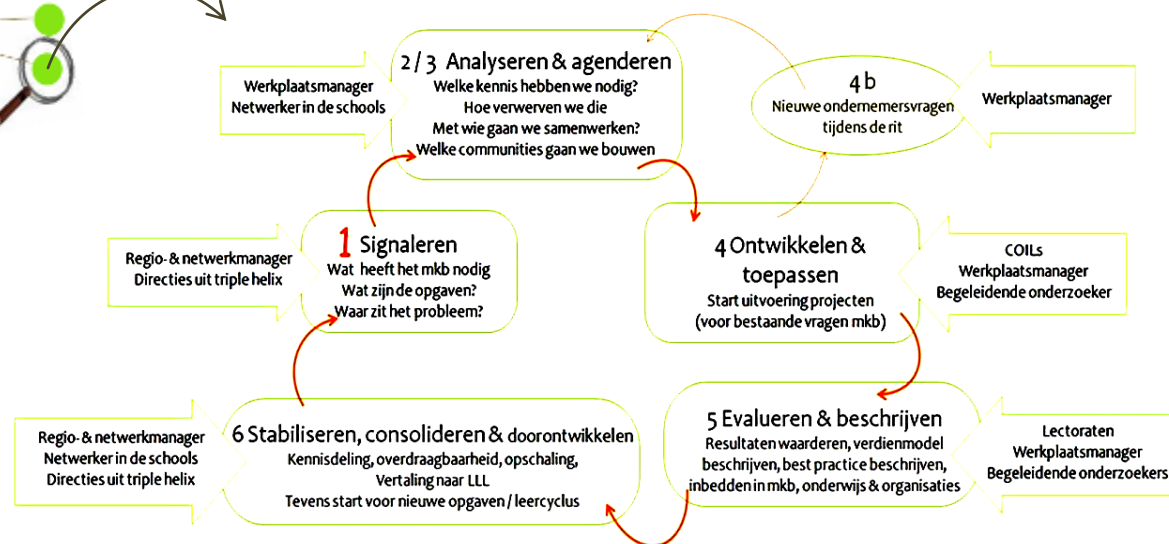 Werkplaatsmanager
Netwerker in de schools
2 / 3 Analyseren & agenderen
Welke kennis hebben we nodig?
Hoe verwerven we die
Met wie gaan we samenwerken?
Welke communities gaan we bouwen
4 b
Nieuwe ondernemersvragen
tijdens de rit
Werkplaatsmanager
Regio- & netwerkmanager
Directies uit triple helix
1 Signaleren
Wat heeft het mkb nodig
Wat zijn de opgaven?
Waar zit het probleem?
4 Ontwikkelen &
toepassen
Start uitvoering projecten
(voor bestaande vragen mkb)
COILs
Werkplaatsmanager
Begeleidende onderzoeker
Regio- & netwerkmanager
Netwerker in de schools
Directies uit triple helix
6 Stabiliseren, consolideren & doorontwikkelen
Kennisdeling, overdraagbaarheid, opschaling,
Vertaling naar LLL
Tevens start voor nieuwe opgaven / leercyclus
5 Evalueren & beschrijven
Resultaten waarderen, verdienmodel
beschrijven, best practice beschrijven,
inbedden in mkb, onderwijs & organisaties
Lectoraten
Werkplaatsmanager
Begeleidende onderzoekers